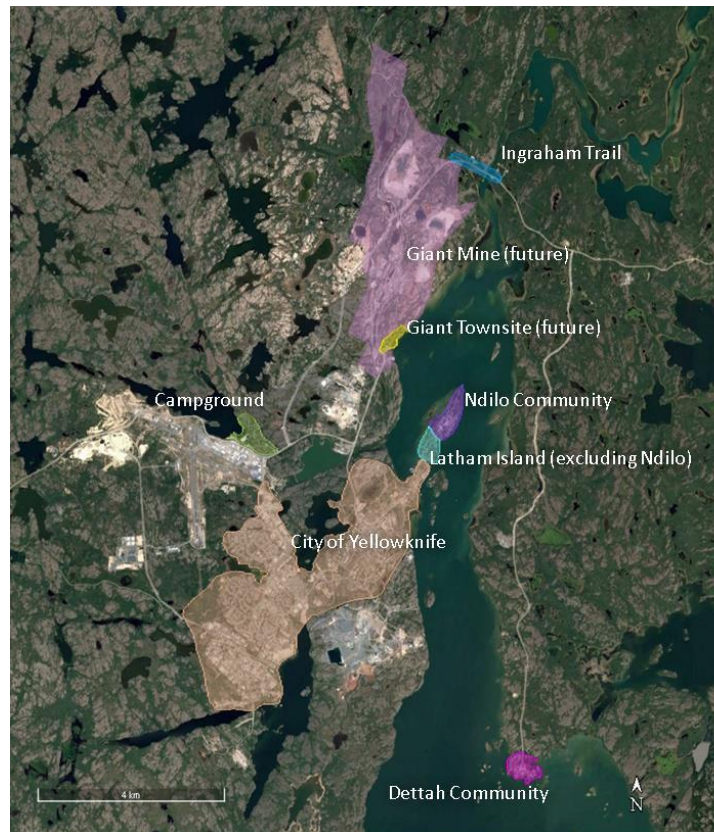 Ingraham Trail
Giant Mine (future)
Giant Townsite (future)
Campground
Ndilo Community
Latham Island (excluding Ndilo)
City of Yellowknife
Dettah Community
4 km
N